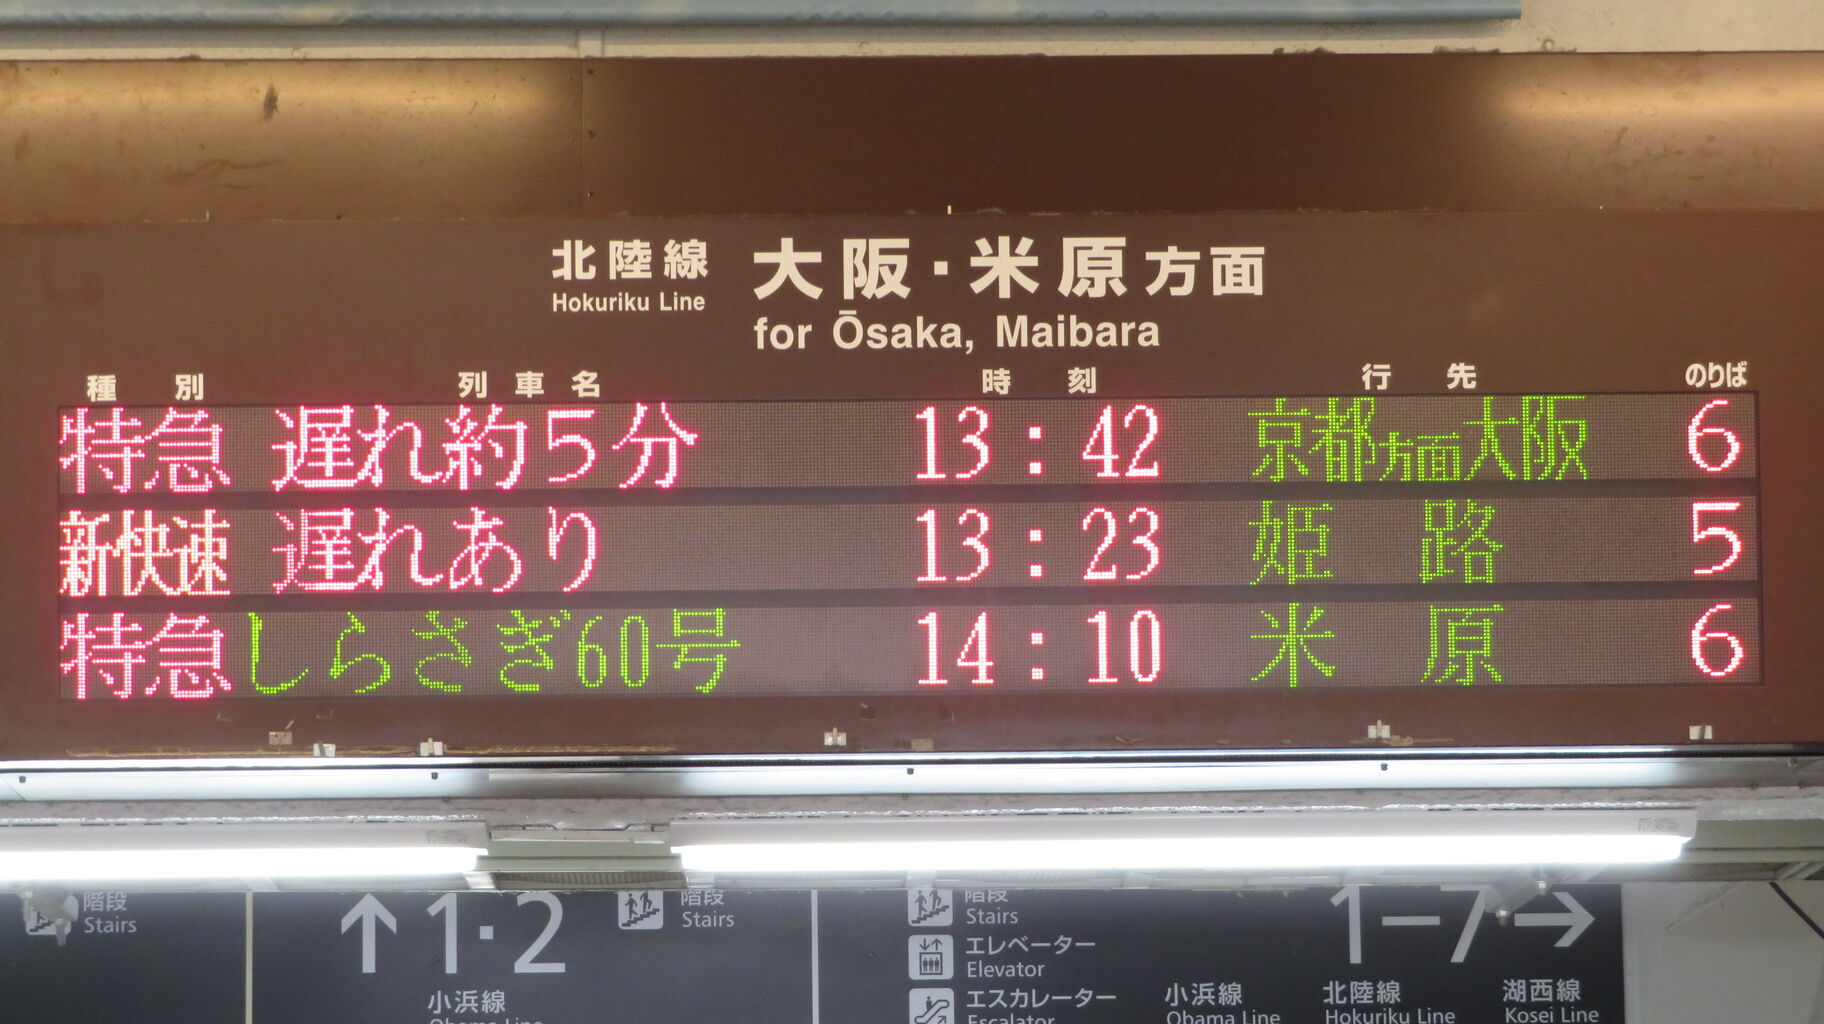 北陸線 大阪・米原方面
Hokuriku Line for Ōsaka, Maibara
種別 列車名 時刻 行先 のりば
特急 遅れ約5分 13:42 京都方面大阪 6
新快速 遅れあり 13:23 姫路 5
特急 しらさぎ60号 14:10 米原 6
階段
Stairs
↑1・2
小浜線
Obama Line
階段
Stairs
階段
Stairs
エレベーター
Elevator
エスカレーター
Escalator
1–7→
小浜線 北陸線 湖西線
Obama Line Hokuriku Line Kosei Line